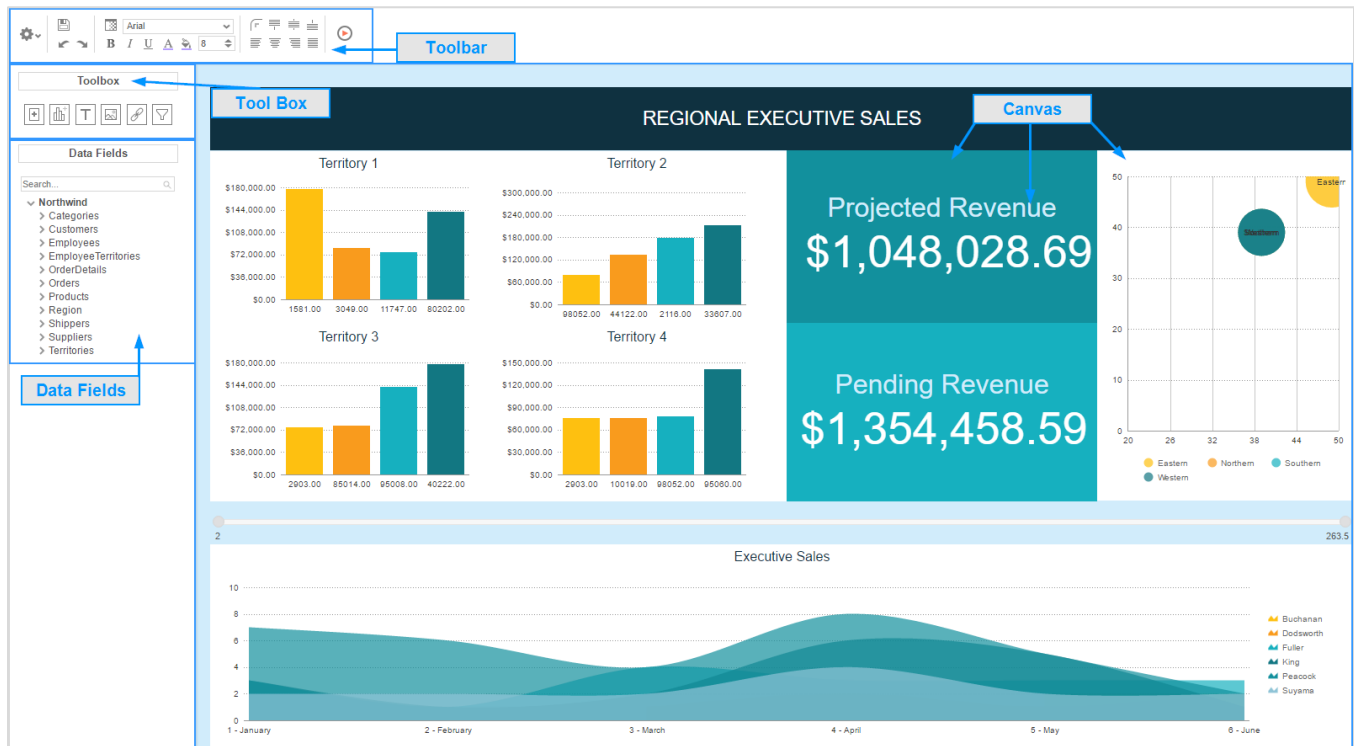 Arial
B I U A 8
Toolbar
Toolbox
Tool Box
T
Data Fields
Search...
Northwind
Categories
Customers
Employees
EmployeeTerritories
OrderDetails
Orders
Products
Region
Shippers
Suppliers
Territories
Data Fields
REGIONAL EXECUTIVE SALES
Canvas
Territory 1
$180,000.00
$144,000.00
$108,000.00
$72,000.00
$36,000.00
$0.00
1581.00 3049.00 11747.00 80202.00
Territory 2
$300,000.00
$240,000.00
$180,000.00
$120,000.00
$60,000.00
$0.00
98052.00 44122.00 2116.00 33607.00
Territory 3
$180,000.00
$144,000.00
$108,000.00
$72,000.00
$36,000.00
$0.00
2903.00 85014.00 95008.00 40222.00
Territory 4
$150,000.00
$120,000.00
$90,000.00
$60,000.00
$30,000.00
$0.00
2903.00 10019.00 98052.00 95060.00
Projected Revenue
$1,048,028.69
Pending Revenue
$1,354,458.59
50
40
30
20
10
0
20 26 32 38 44 50
Eastern
Eastern Northern Southern
Western
2 263.5
Executive Sales
10
8
6
4
2
0
1 - January 2 - February 3 - March 4 - April 5 - May 6 - June
Buchanan
Dodsworth
Fuller
King
Peacock
Suyama